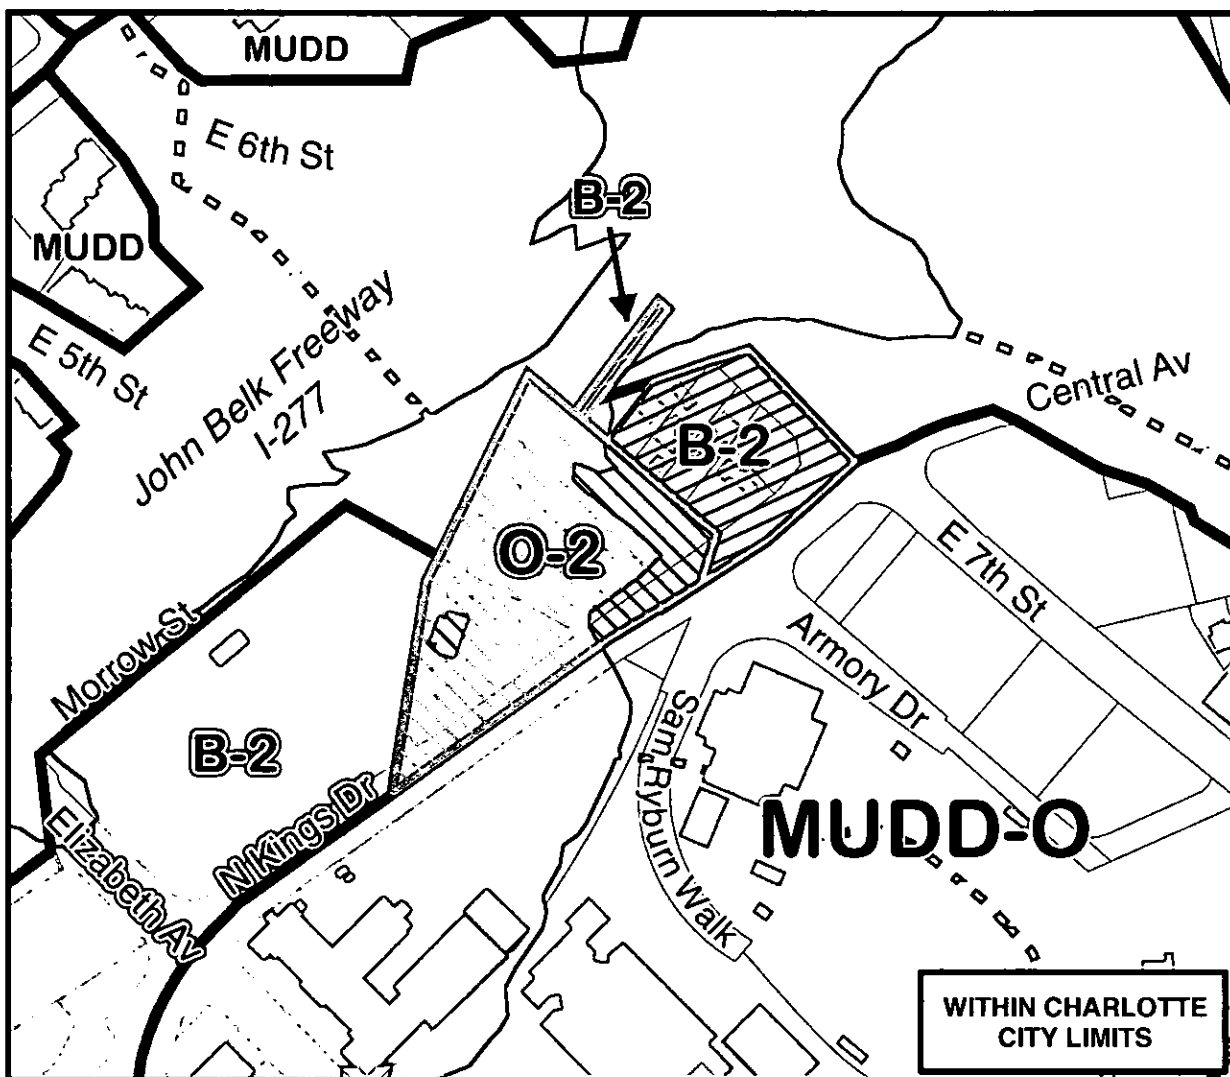 MUDD
E 6th St
B-2
MUDD
E 5th St
John Belk Freeway
I-277
Central Av
B-2
O-2
E 7th St
Morrow St
Armory Dr
Sam Ryburn Walk
B-2
N Kings Dr
MUDD-O
Elizabeth Av
WITHIN CHARLOTTE
CITY LIMITS